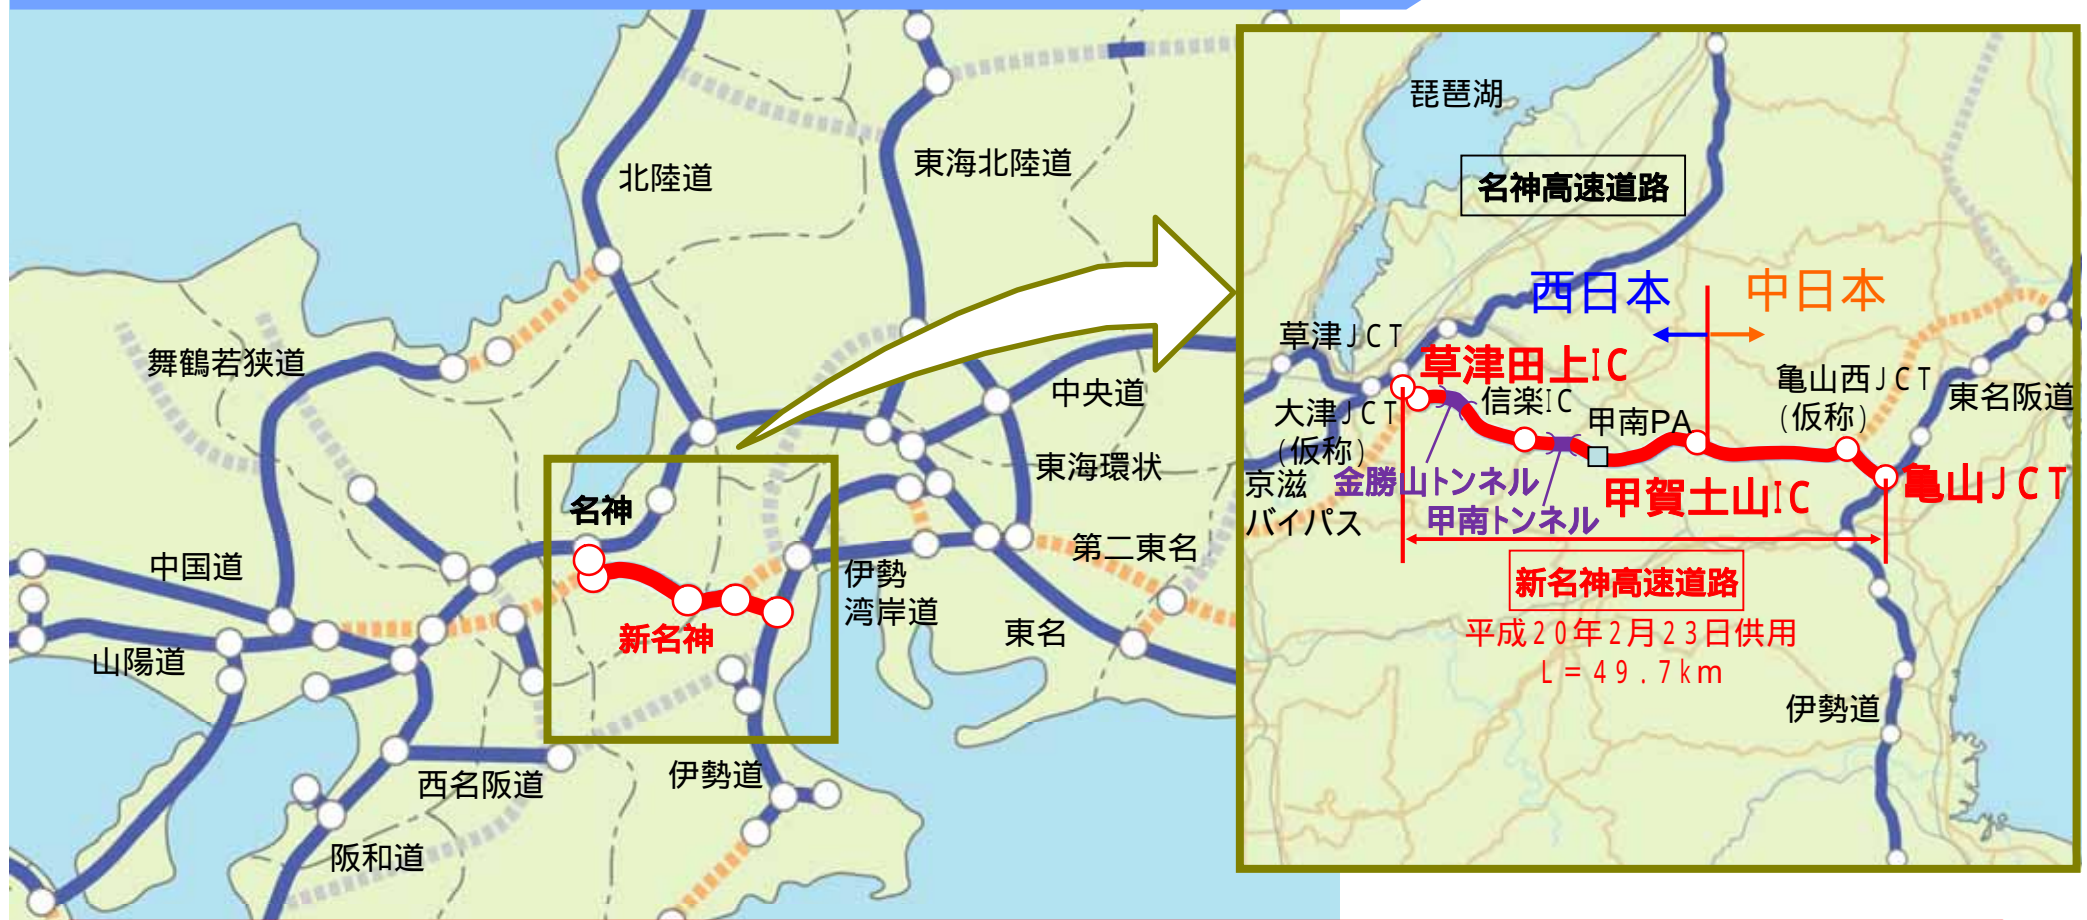 北陸道
東海北陸道
舞鶴若狭道
中央道
東海環状
名神
中国道
第二東名
伊勢
湾岸道
山陽道
新名神
東名
西名阪道
伊勢道
阪和道
琵琶湖
名神高速道路
西日本
中日本
草津JCT
草津田上IC
亀山西JCT
(仮称)
東名阪道
大津JCT
(仮称)
信楽IC
甲南PA
京滋
バイパス
金勝山トンネル
甲南トンネル
甲賀土山IC
亀山JCT
新名神高速道路
平成20年2月23日供用
L=49.7km
伊勢道